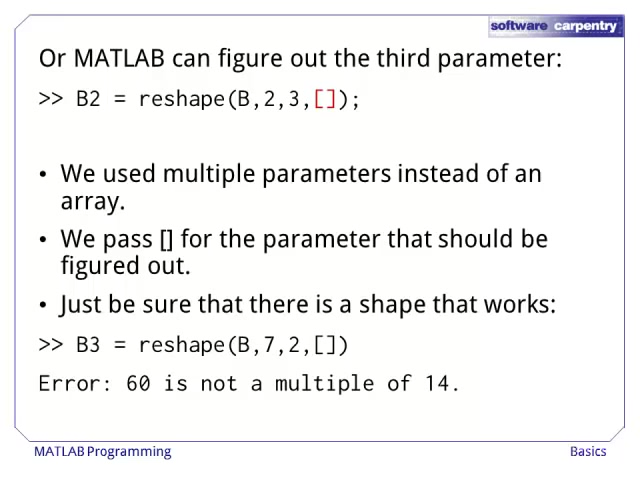 software carpentry
Or MATLAB can figure out the third parameter:
>> B2 = reshape(B,2,3,[]);
• We used multiple parameters instead of an
array.
• We pass [] for the parameter that should be
figured out.
• Just be sure that there is a shape that works:
>> B3 = reshape(B,7,2,[])
Error: 60 is not a multiple of 14.
MATLAB Programming
Basics